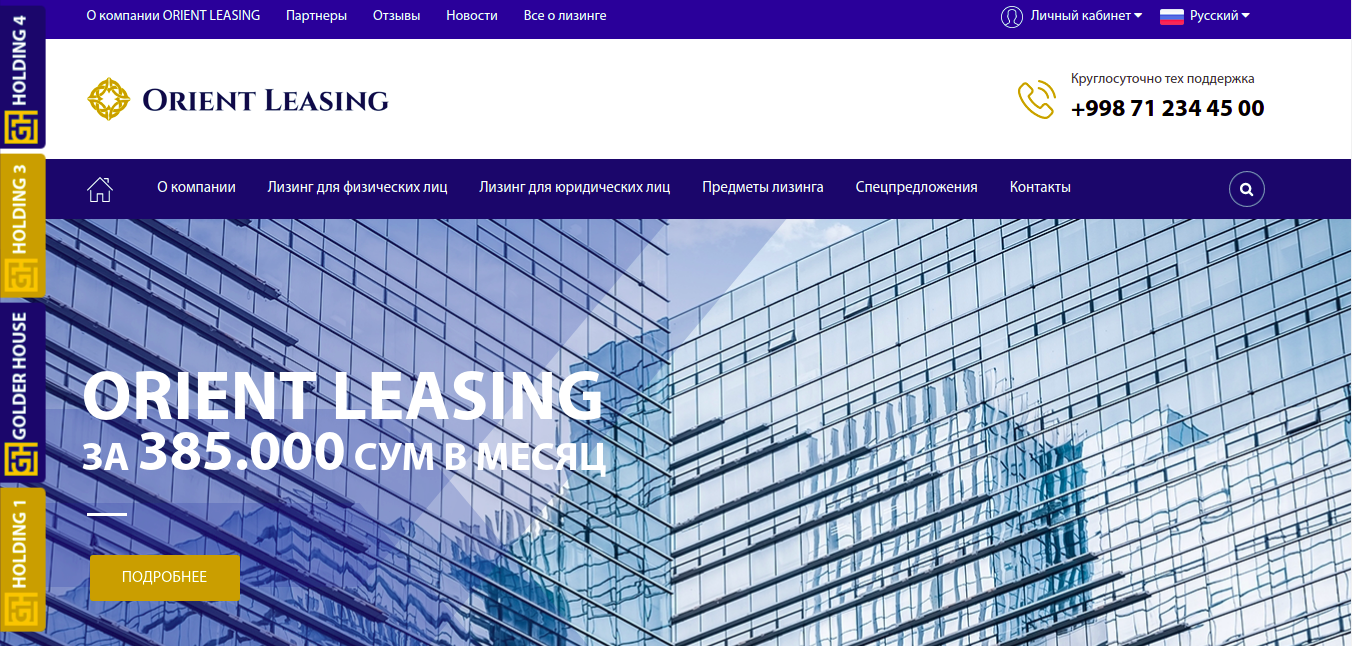 О компании ORIENT LEASING
Партнеры
Отзывы
Новости
Все о лизинге
Личный кабинет
Русский
HOLDING 4
HOLDING 3
GOLDER HOUSE
HOLDING 1
ORIENT LEASING
Круглосуточно тех поддержка
+998 71 234 45 00
О компании
Лизинг для физических лиц
Лизинг для юридических лиц
Предметы лизинга
Спецпредложения
Контакты
ORIENT LEASING
ЗА 385.000 СУМ В МЕСЯЦ
ПОДРОБНЕЕ